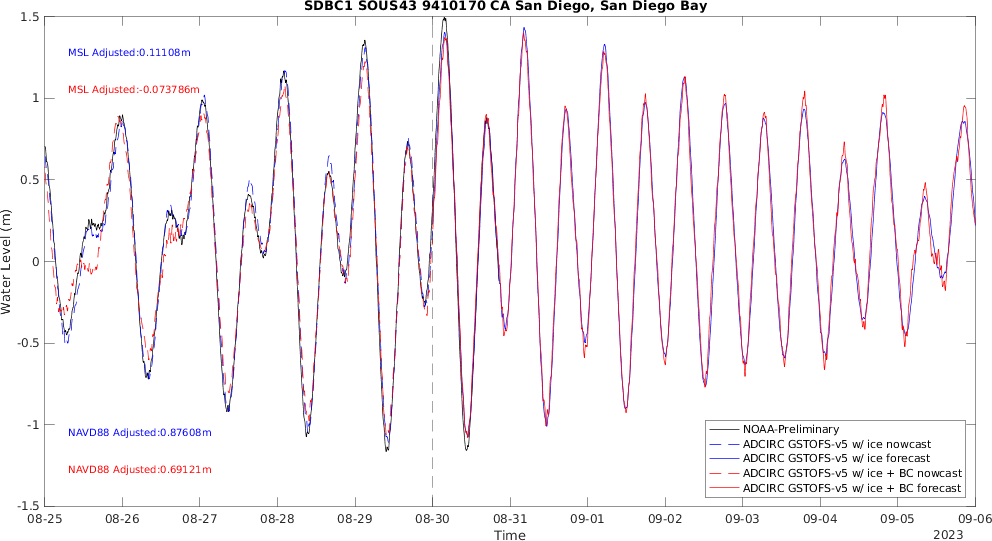 SDBC1 SOUS43 9410170 CA San Diego, San Diego Bay
1.5
1
0.5
0
-0.5
-1
-1.5
Water Level (m)
MSL Adjusted:0.11108m
MSL Adjusted:-0.073786m
NAVD88 Adjusted:0.87608m
NAVD88 Adjusted:0.69121m
NOAA-Preliminary
ADCIRC GSTOFS-v5 w/ ice nowcast
ADCIRC GSTOFS-v5 w/ ice forecast
ADCIRC GSTOFS-v5 w/ ice + BC nowcast
ADCIRC GSTOFS-v5 w/ ice + BC forecast
08-25 08-26 08-27 08-28 08-29 08-30 08-31 09-01 09-02 09-03 09-04 09-05 09-06
Time
2023